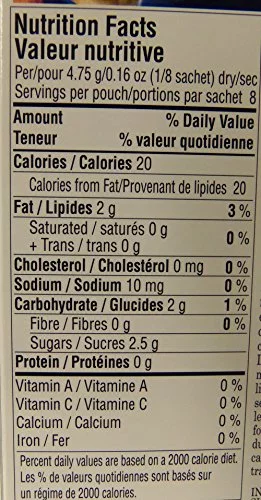 Nutrition Facts
Valeur nutritive
Per/pour 4.75 g/0.16 oz (1/8 sachet) dry/sec
Servings per pouch/portions par sachet 8
Amount % Daily Value
Teneur % valeur quotidienne
Calories / Calories 20
Calories from Fat/Provenant de lipides 20
Fat / Lipides 2 g 3 %
Saturated / saturés 0 g
+ Trans / trans 0 g 0 %
Cholesterol / Cholestérol 0 mg 0 %
Sodium / Sodium 10 mg 0 %
Carbohydrate / Glucides 2 g 1 %
Fibre / Fibres 0 g 0 %
Sugars / Sucres 2.5 g
Protein / Protéines 0 g
Vitamin A / Vitamine A 0 %
Vitamin C / Vitamine C 0 %
Calcium / Calcium 0 %
Iron / Fer 0 %
Percent daily values are based on a 2000 calorie diet.
Les % de valeurs quotidiennes sont basés sur
un régime de 2000 calories.